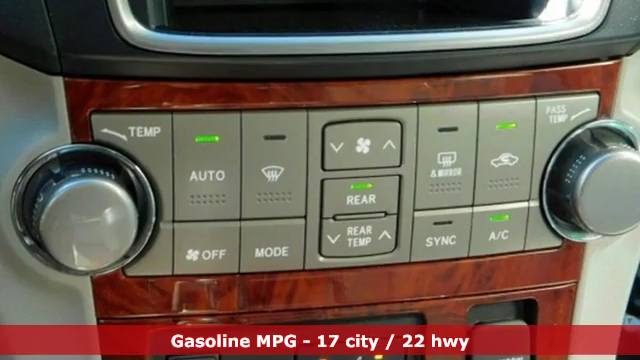 TEMP
AUTO
PASS
TEMP
& MIRROR
REAR
REAR
TEMP
OFF
MODE
SYNC
A/C
Gasoline MPG - 17 city / 22 hwy